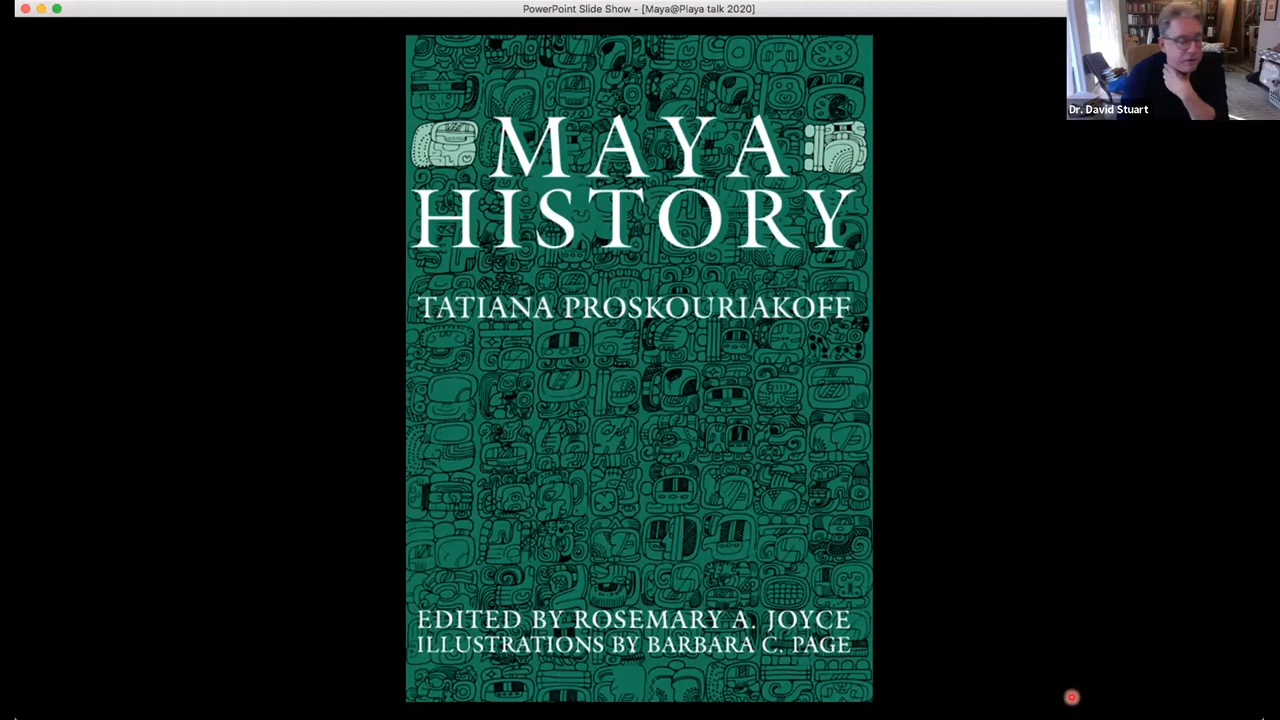 PowerPoint Slide Show - [Maya@Playa talk 2020]
Dr. David Stuart
MAYA
HISTORY
TATIANA PROSKOURIAKOFF
EDITED BY ROSEMARY A. JOYCE
ILLUSTRATIONS BY BARBARA C. PAGE